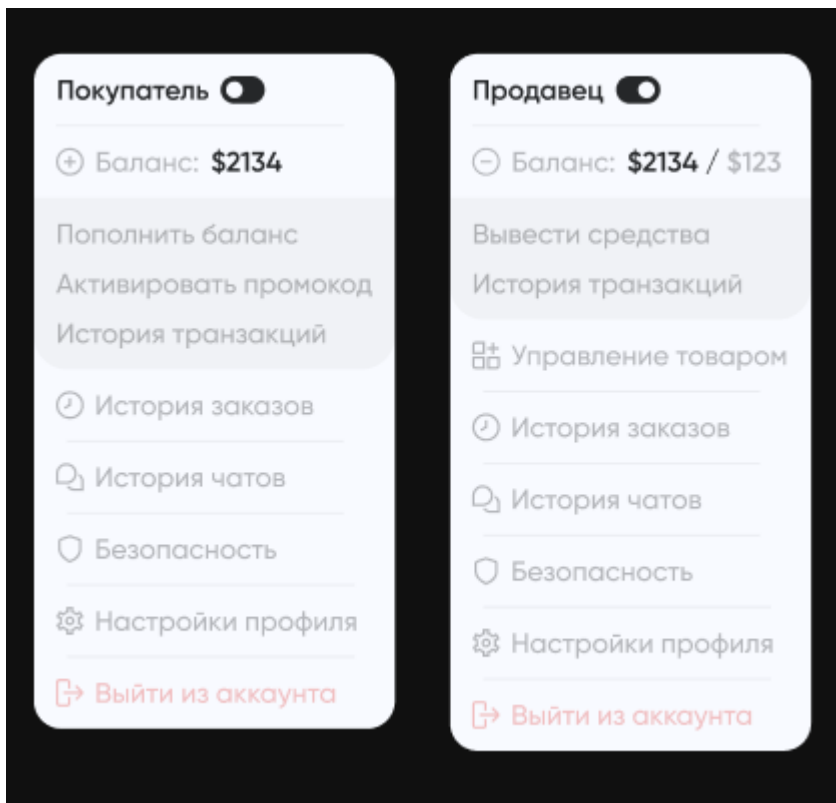 Покупатель
Баланс: $2134
Пополнить баланс
Активировать промокод
История транзакций
История заказов
История чатов
Безопасность
Настройки профиля
Выйти из аккаунта
Продавец
Баланс: $2134 / $123
Вывести средства
История транзакций
Управление товаром
История заказов
История чатов
Безопасность
Настройки профиля
Выйти из аккаунта